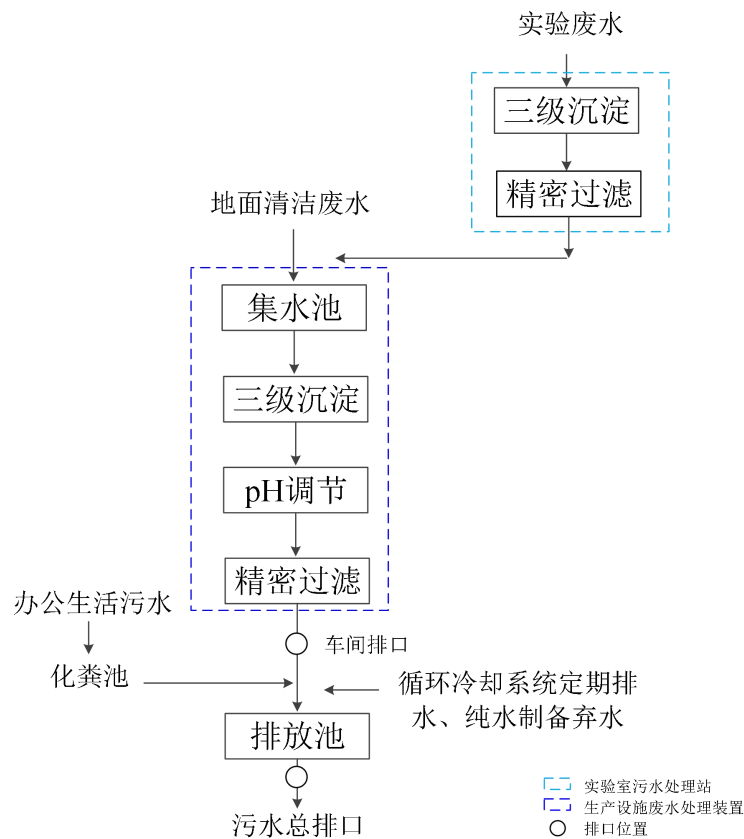 实验废水
三级沉淀
精密过滤
地面清洁废水
集水池
三级沉淀
pH调节
精密过滤
办公生活污水
车间排口
化粪池
循环冷却系统定期排
水、纯水制备弃水
排放池
污水总排口
实验室污水处理站
生产设施废水处理装置
排口位置